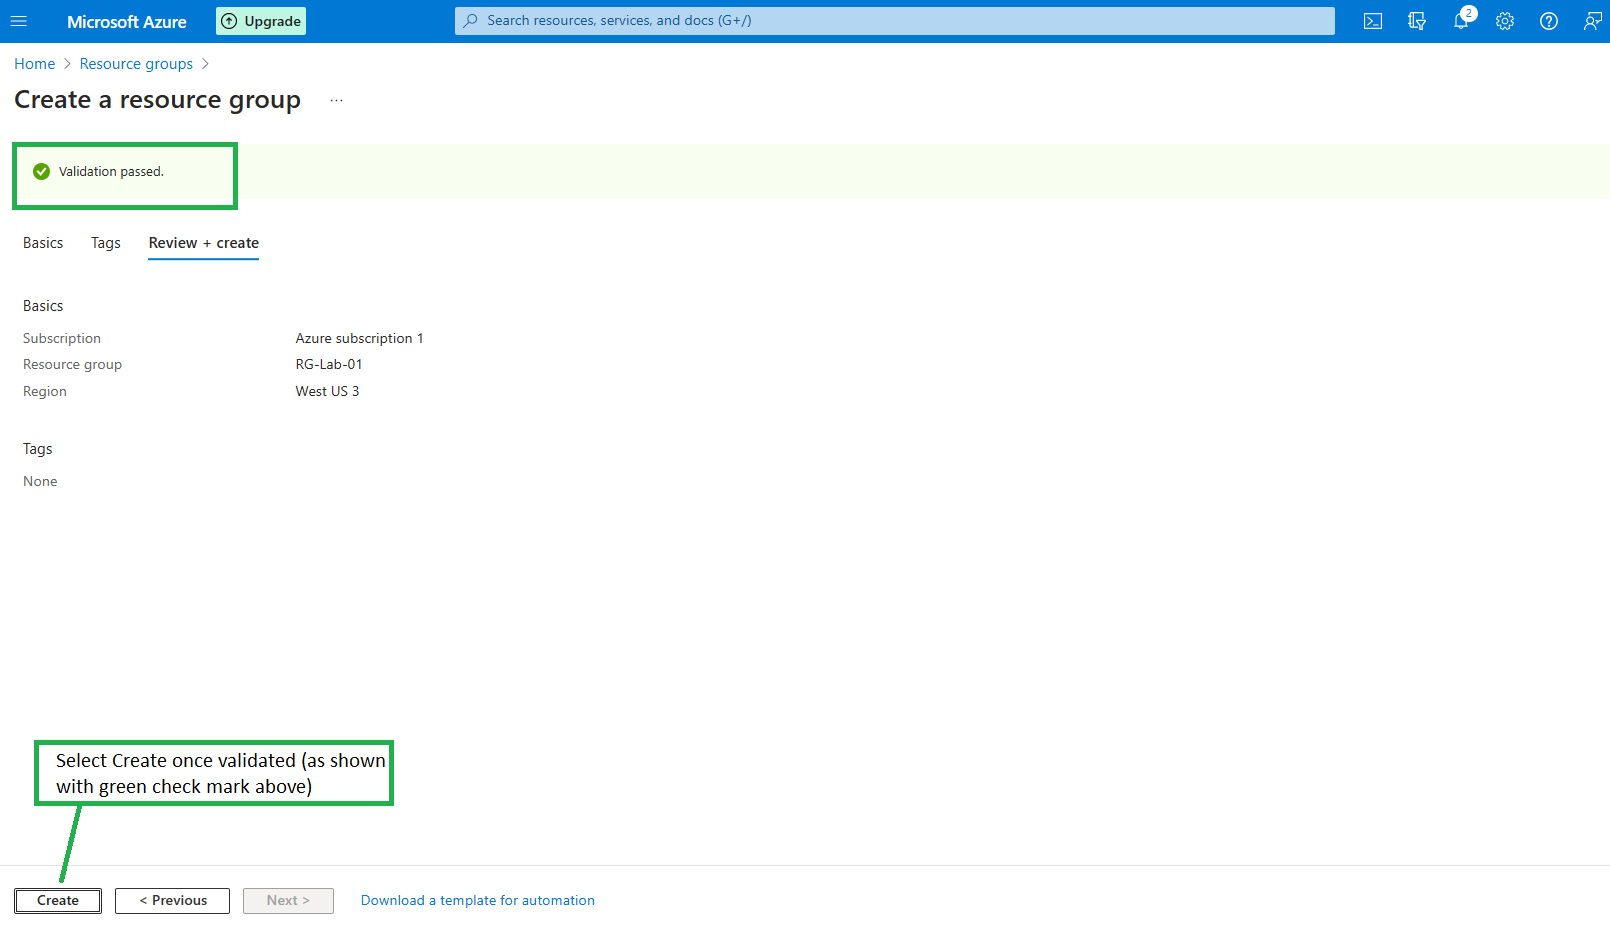 Microsoft Azure
Upgrade
Search resources, services, and docs (G+/)
2
Home > Resource groups >
Create a resource group ...
Validation passed.
Basics Tags Review + create
Basics
Subscription Azure subscription 1
Resource group RG-Lab-01
Region West US 3
Tags
None
Select Create once validated (as shown
with green check mark above)
Create < Previous Next > Download a template for automation